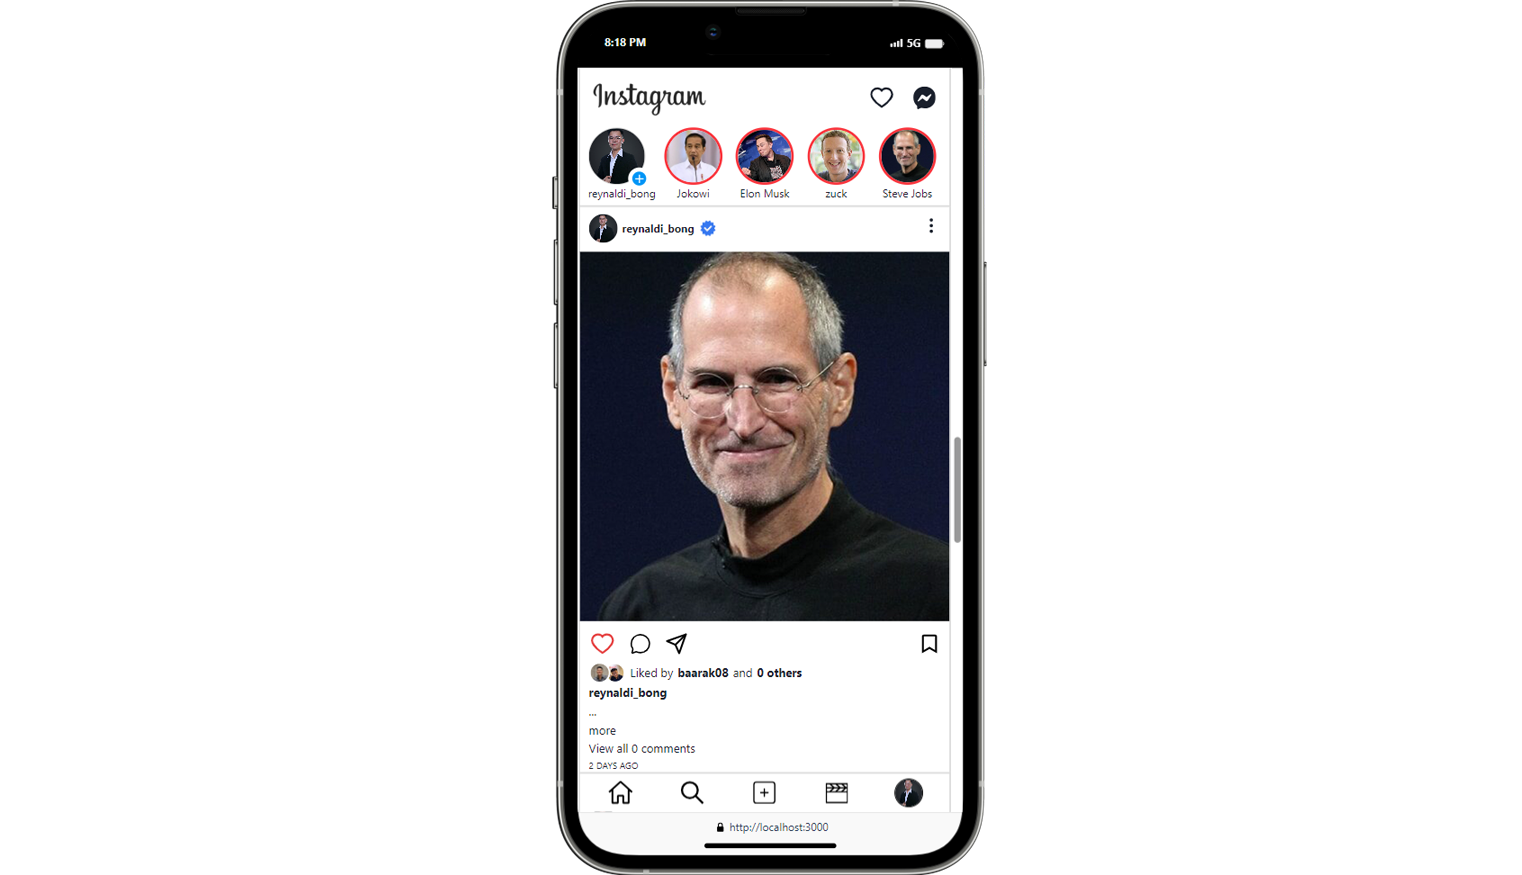 8:18 PM 5G
Instagram
reynaldi_bong Jokowi Elon Musk zuck Steve Jobs
reynaldi_bong
Liked by baarak08 and 0 others
reynaldi_bong
...
more
View all 0 comments
2 DAYS AGO
http://localhost:3000